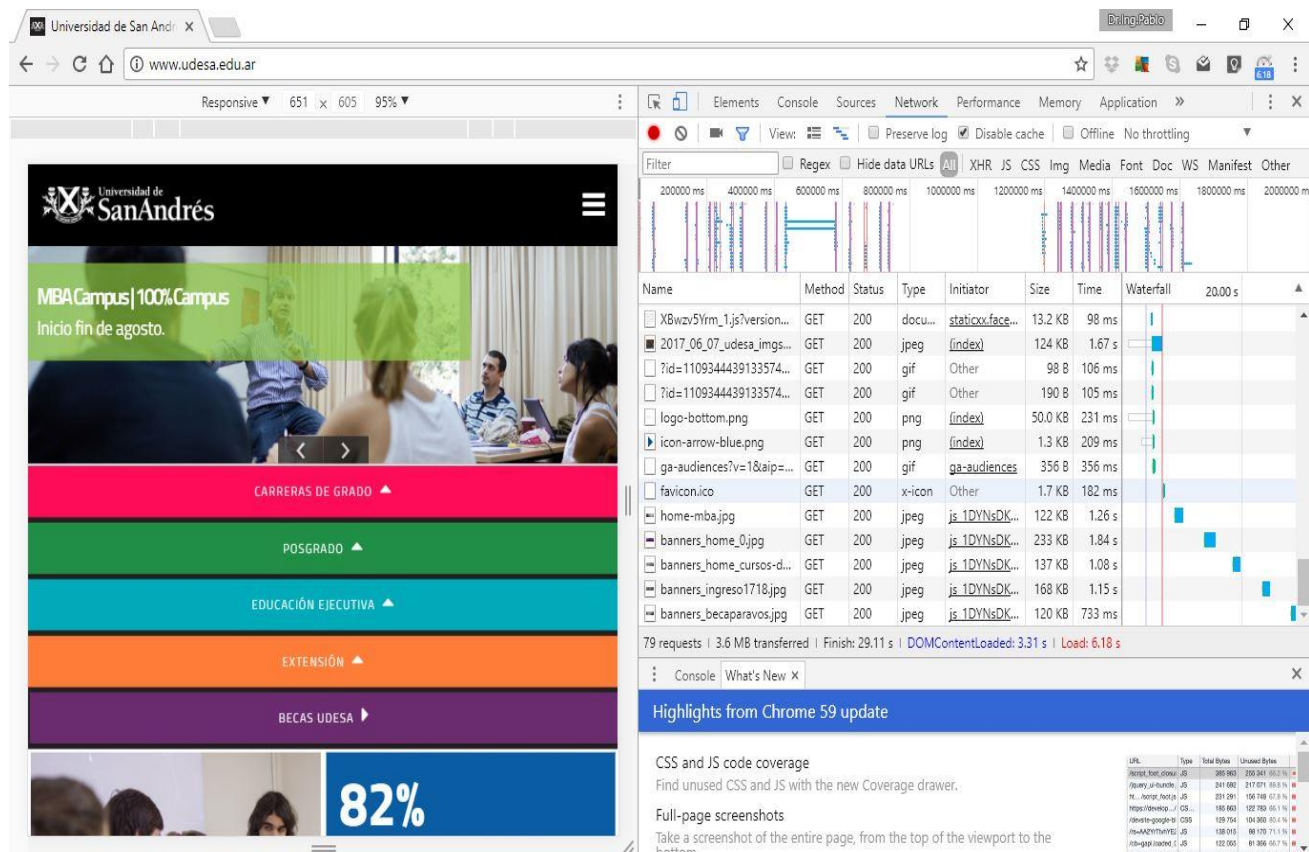 Universidad de San Andr
Dr.Ing.Pablo
www.udesa.edu.ar
6.18
Responsive ▼ 651 x 605 95% ▼
Elements Console Sources Network Performance Memory Application »
View: Preserve log Disable cache Offline No throttling
Filter Regex Hide data URLs All XHR JS CSS Img Media Font Doc WS Manifest Other
200000 ms 400000 ms 600000 ms 800000 ms 1000000 ms 1200000 ms 1400000 ms 1600000 ms 1800000 ms 2000000 m
Name Method Status Type Initiator Size Time Waterfall 20.00 s
XBwzv5Yrm_1.js?version... GET 200 docu... staticxx.face... 13.2 KB 98 ms
2017_06_07_udesa_imgs... GET 200 jpeg (index) 124 KB 1.67 s
?id=1109344439133574... GET 200 gif Other 98 B 106 ms
?id=1109344439133574... GET 200 gif Other 190 B 105 ms
logo-bottom.png GET 200 png (index) 50.0 KB 231 ms
icon-arrow-blue.png GET 200 png (index) 1.3 KB 209 ms
ga-audiences?v=1&aip=... GET 200 gif ga-audiences 356 B 356 ms
favicon.ico GET 200 x-icon Other 1.7 KB 182 ms
home-mba.jpg GET 200 jpeg js_1DYNsDK... 122 KB 1.26 s
banners_home_0.jpg GET 200 jpeg js_1DYNsDK... 233 KB 1.84 s
banners_home_cursos-d... GET 200 jpeg js_1DYNsDK... 137 KB 1.08 s
banners_ingreso1718.jpg GET 200 jpeg js_1DYNsDK... 168 KB 1.15 s
banners_becaparavos.jpg GET 200 jpeg js_1DYNsDK... 120 KB 733 ms
79 requests | 3.6 MB transferred | Finish: 29.11 s | DOMContentLoaded: 3.31 s | Load: 6.18 s
Console What's New ×
Highlights from Chrome 59 update
CSS and JS code coverage
Find unused CSS and JS with the new Coverage drawer.
Full-page screenshots
Take a screenshot of the entire page, from the top of the viewport to the
bottom
URL Type Total Bytes Unused Bytes
Universidad de
SanAndrés
MBA Campus | 100% Campus
Inicio fin de agosto.
CARRERAS DE GRADO
POSGRADO
EDUCACIÓN EJECUTIVA
EXTENSIÓN
BECAS UDESA
82%